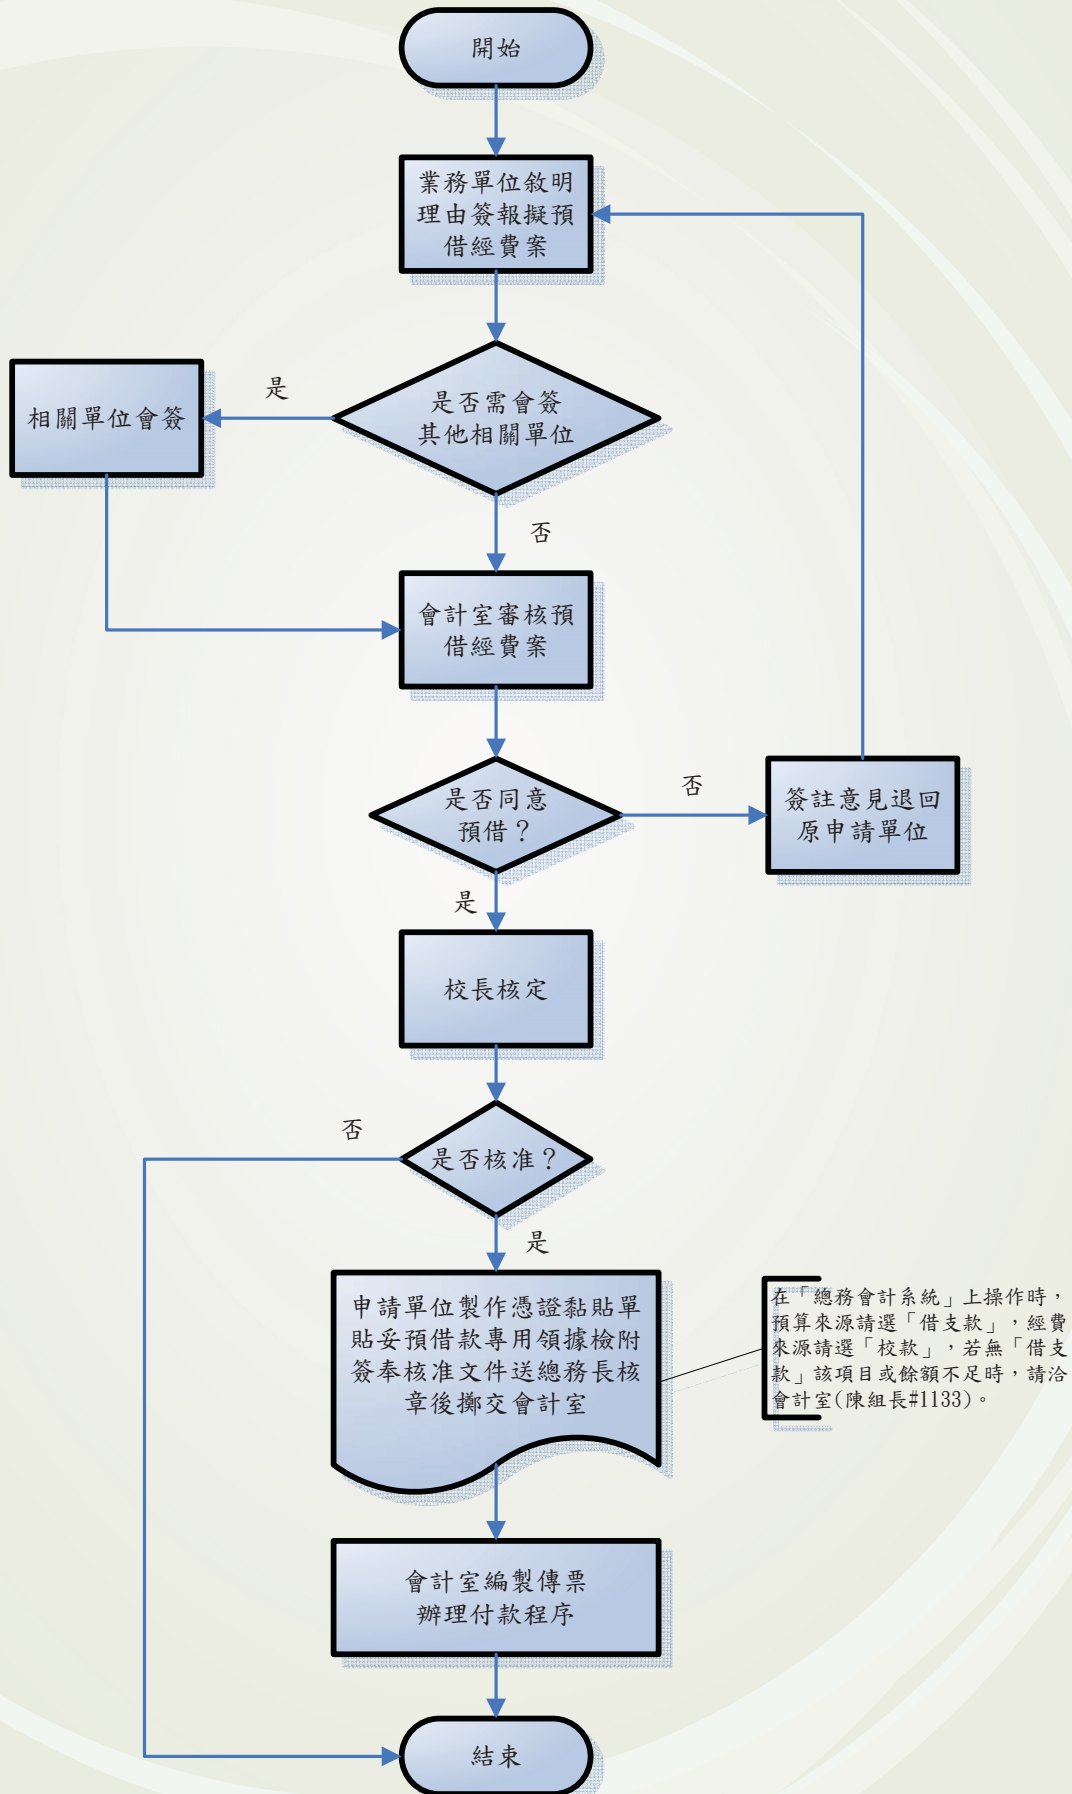 開始
業務單位敘明
理由簽報擬預
借經費案
是否需會簽
其他相關單位
是
相關單位會簽
否
會計室審核預
借經費案
是否同意
預借？
否
簽註意見退回
原申請單位
是
校長核定
是否核准？
否
是
申請單位製作憑證黏貼單
貼妥預借款專用領據檢附
簽奉核准文件送總務長核
章後擲交會計室
在「總務會計系統」上操作時，
預算來源請選「借支款」，經費
來源請選「校款」，若無「借支
款」該項目或餘額不足時，請洽
會計室(陳組長#1133)。
會計室編製傳票
辦理付款程序
結束